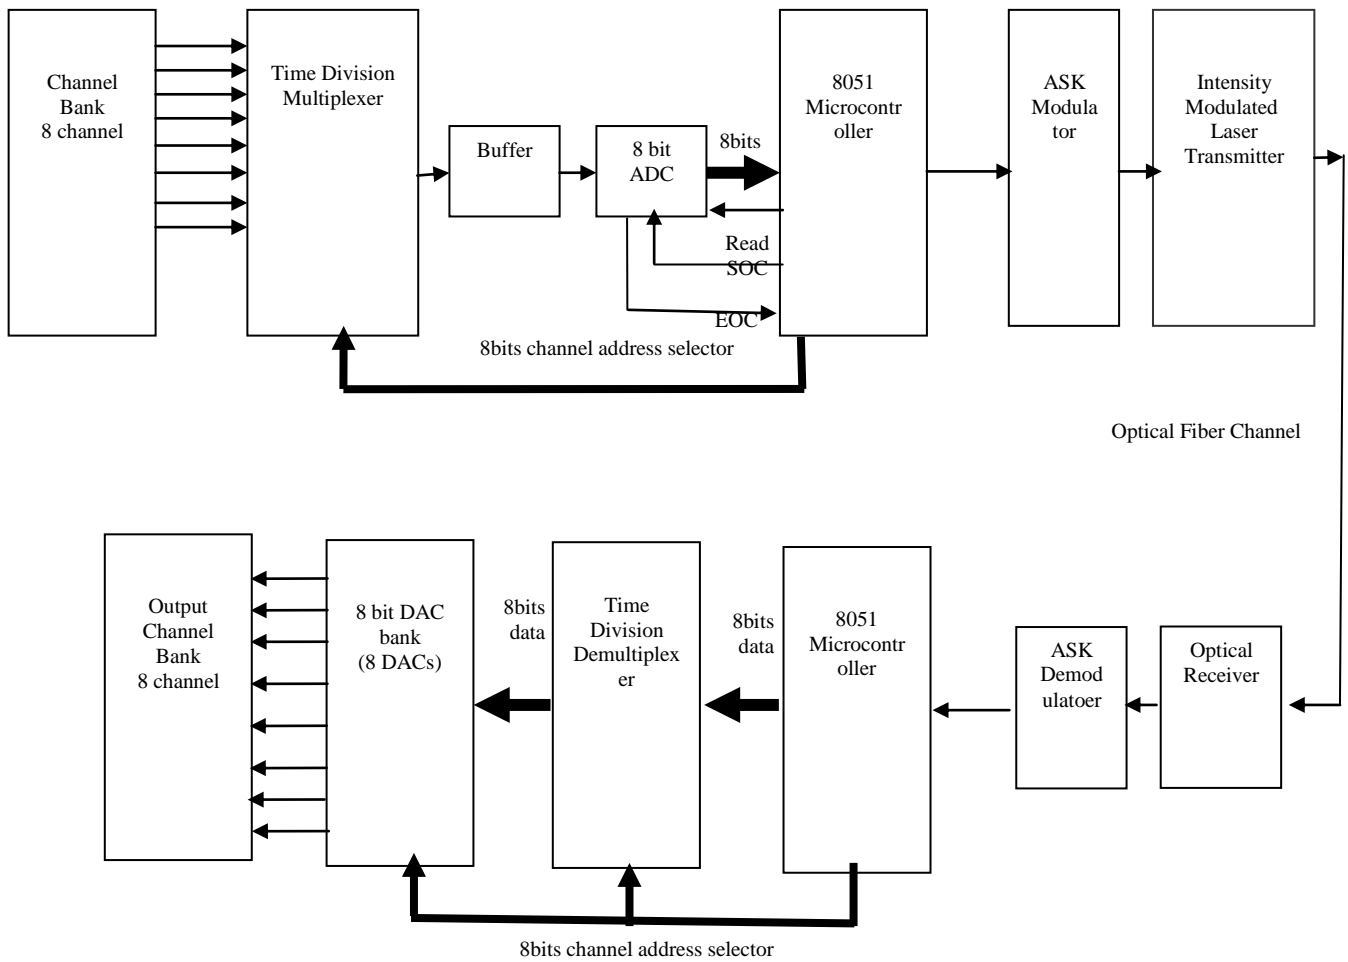 Channel
Bank
8 channel
Time Division
Multiplexer
Buffer
8 bit
ADC
8bits
Read
SOC
EOC
8051
Microcontr
oller
ASK
Modula
tor
Intensity
Modulated
Laser
Transmitter
8bits channel address selector
Optical Fiber Channel
Output
Channel
Bank
8 channel
8 bit DAC
bank
(8 DACs)
8bits
data
Time
Division
Demultiplex
er
8bits
data
8051
Microcontr
oller
ASK
Demod
ulatoer
Optical
Receiver
8bits channel address selector